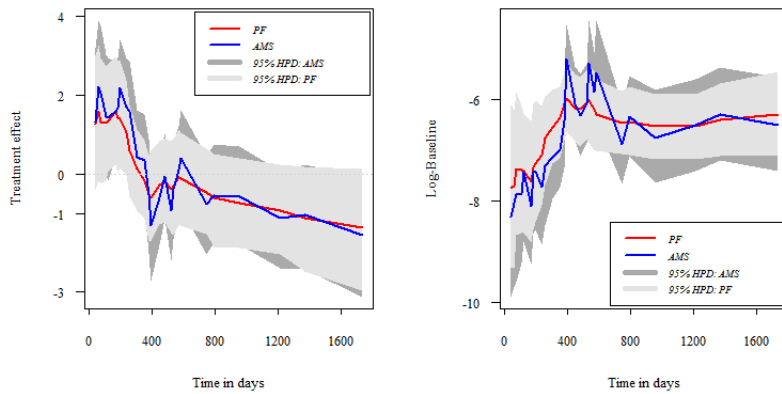 4
2
0
-1
-3
Treatment effect
PF
AMS
95% HPD: AMS
95% HPD: PF
0
400
800
1200
1600
Time in days
-6
-8
-10
Log-Baseline
PF
AMS
95% HPD: AMS
95% HPD: PF
0
400
800
1200
1600
Time in days